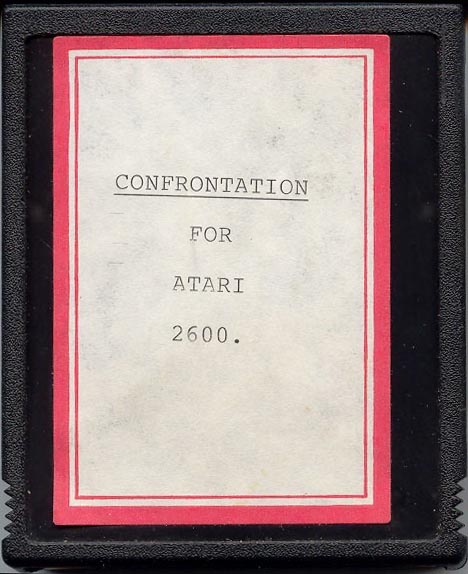 CONFRONTATION
FOR
ATARI
2600.